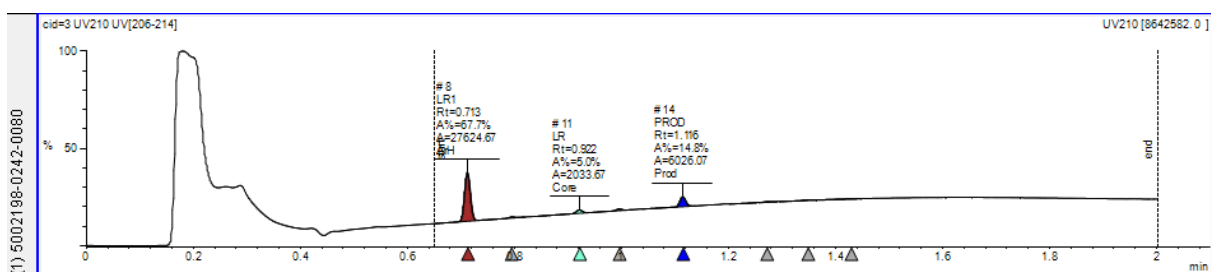 cid=3 UV210 UV[206-214]
UV210 [8642582. 0 ]
(1) 5002198-0242-0080
%
100
50
# 8
LR1
Rt=0.713
A%=67.7%
A=27624.67
# 11
LR
Rt=0.922
A%=5.0%
A=2033.67
Core
# 14
PROD
Rt=1.116
A%=14.8%
A=6026.07
Prod
end
0
0.2
0.4
0.6
1.2
1.4
1.6
1.8
2.0
min